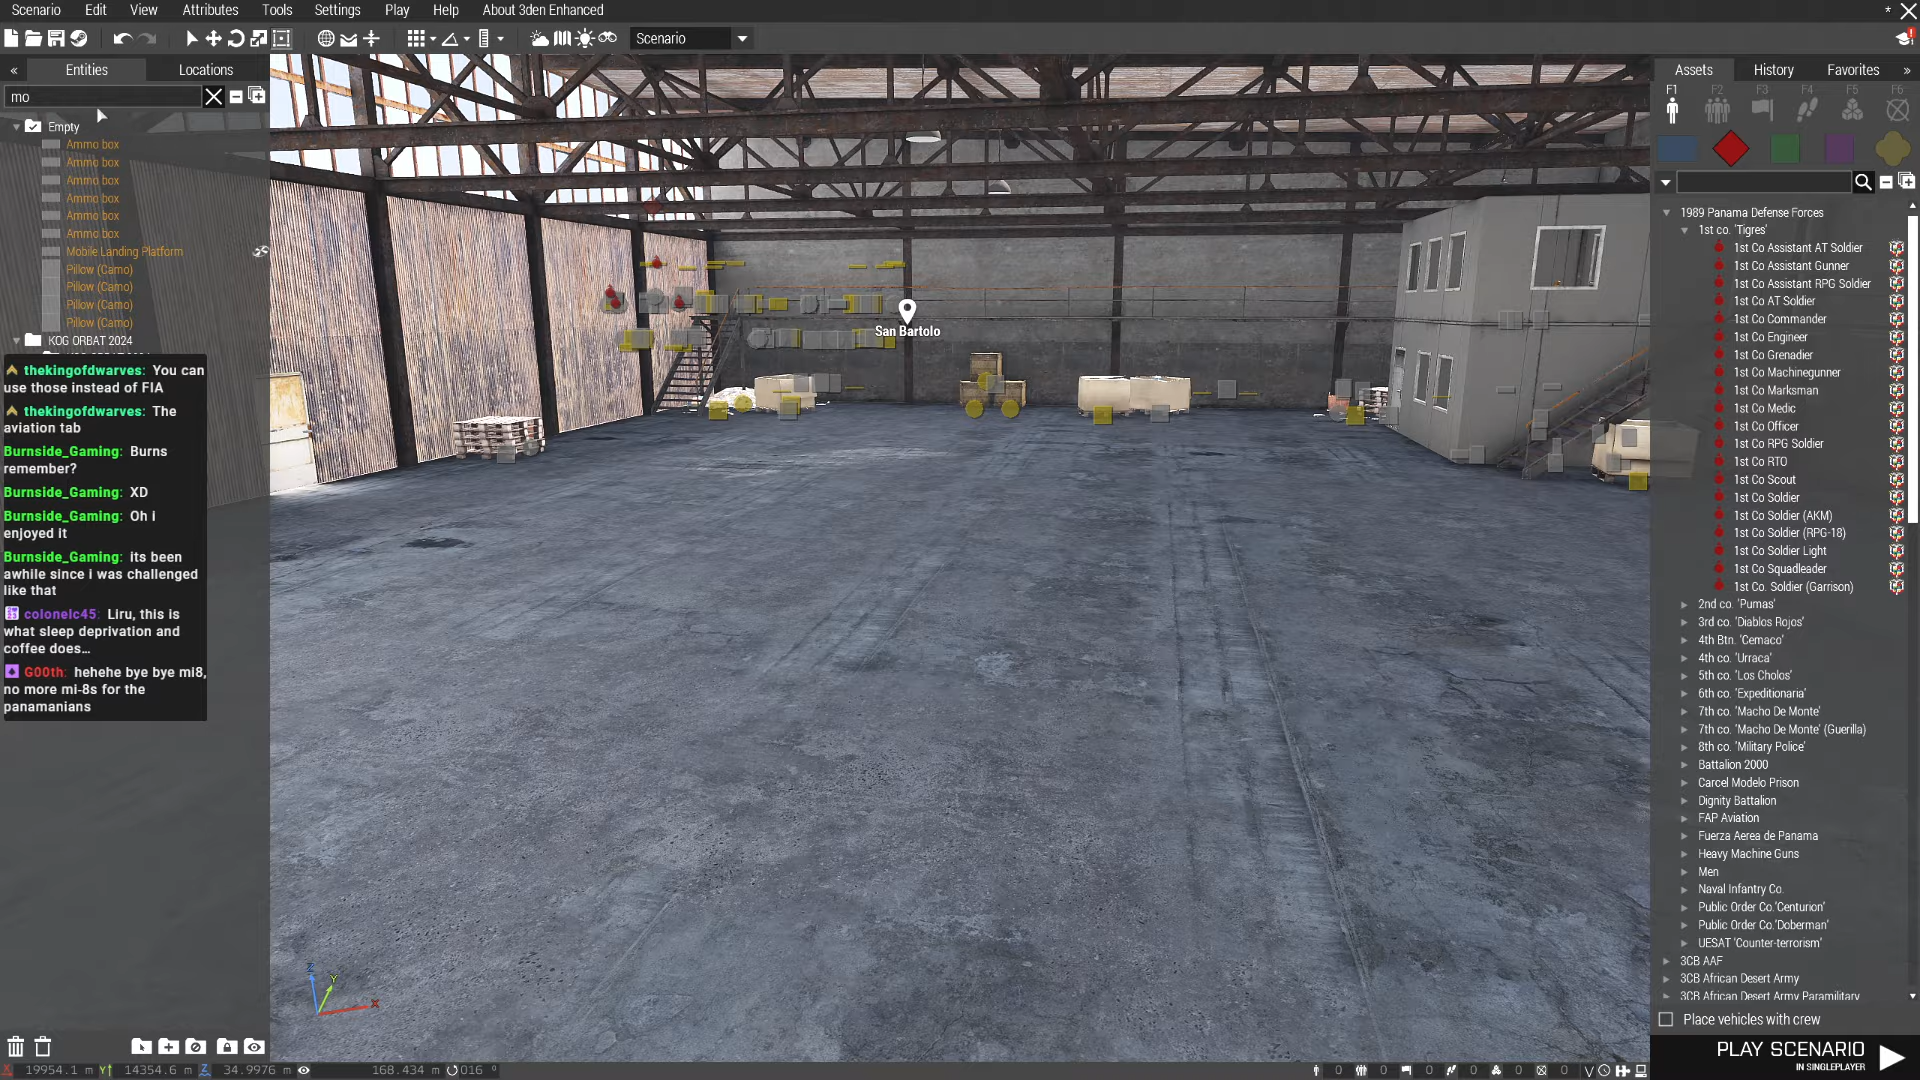 Scenario Edit View Attributes Tools Settings Play Help About 3den Enhanced
Scenario
Entities Locations
mo
Empty
Ammo box
Ammo box
Ammo box
Ammo box
Ammo box
Ammo box
Mobile Landing Platform
Pillow (Camo)
Pillow (Camo)
Pillow (Camo)
Pillow (Camo)
KOG ORBAT 2024
thekingofdwarves: You can
use those instead of FIA
thekingofdwarves: The
aviation tab
Burnside_Gaming: Burns
remember?
Burnside_Gaming: XD
Burnside_Gaming: Oh i
enjoyed it
Burnside_Gaming: its been
awhile since i was challenged
like that
colonelc45: Liru, this is
what sleep deprivation and
coffee does...
G00th: hehehe bye bye mi8,
no more mi-8s for the
panamanians
San Bartolo
Z
Y
X
Assets History Favorites
F1 F2 F3 F4 F5 F6
1989 Panama Defense Forces
1st co. 'Tigres'
1st Co Assistant AT Soldier
1st Co Assistant Gunner
1st Co Assistant RPG Soldier
1st Co AT Soldier
1st Co Commander
1st Co Engineer
1st Co Grenadier
1st Co Machinegunner
1st Co Marksman
1st Co Medic
1st Co Officer
1st Co RPG Soldier
1st Co RTO
1st Co Scout
1st Co Soldier
1st Co Soldier (AKM)
1st Co Soldier (RPG-18)
1st Co Soldier Light
1st Co Squadleader
1st Co. Soldier (Garrison)
2nd co. 'Pumas'
3rd co. 'Diablos Rojos'
4th Btn. 'Cemaco'
4th co. 'Urraca'
5th co. 'Los Cholos'
6th co. 'Expeditionaria'
7th co. 'Macho De Monte'
7th co. 'Macho De Monte' (Guerilla)
8th co. 'Military Police'
Battalion 2000
Carcel Modelo Prison
Dignity Battalion
FAP Aviation
Fuerza Aerea de Panama
Heavy Machine Guns
Men
Naval Infantry Co.
Public Order Co.'Centurion'
Public Order Co.'Doberman'
UESAT 'Counter-terrorism'
3CB AAF
3CB African Desert Army
3CB African Desert Army Paramilitary
Place vehicles with crew
PLAY SCENARIO
IN SINGLEPLAYER
X 19954.1 m Y 14354.6 m Z 34.9976 m 168.434 m 016 °
0 0 0 0 0 0 V